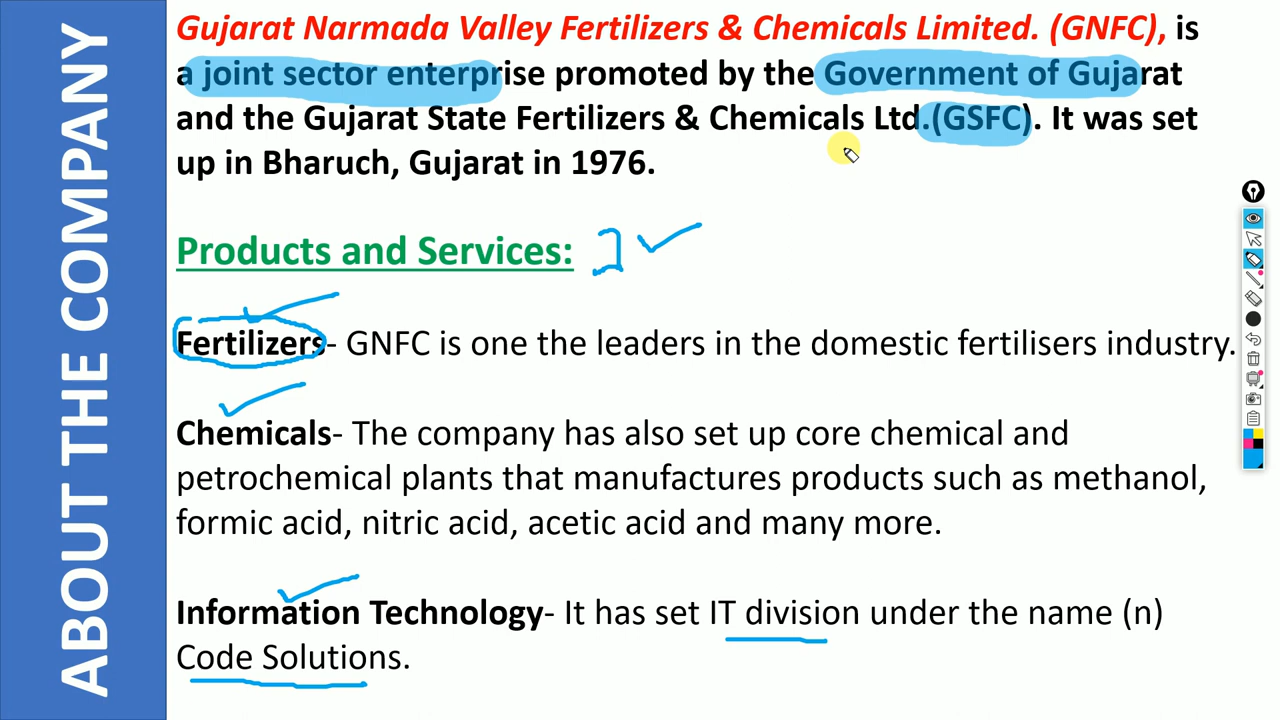 ABOUT THE COMPANY
Gujarat Narmada Valley Fertilizers & Chemicals Limited. (GNFC), is
a joint sector enterprise promoted by the Government of Gujarat
and the Gujarat State Fertilizers & Chemicals Ltd.(GSFC). It was set
up in Bharuch, Gujarat in 1976.
Products and Services:
Fertilizers- GNFC is one the leaders in the domestic fertilisers industry.
Chemicals- The company has also set up core chemical and
petrochemical plants that manufactures products such as methanol,
formic acid, nitric acid, acetic acid and many more.
Information Technology- It has set IT division under the name (n)
Code Solutions.